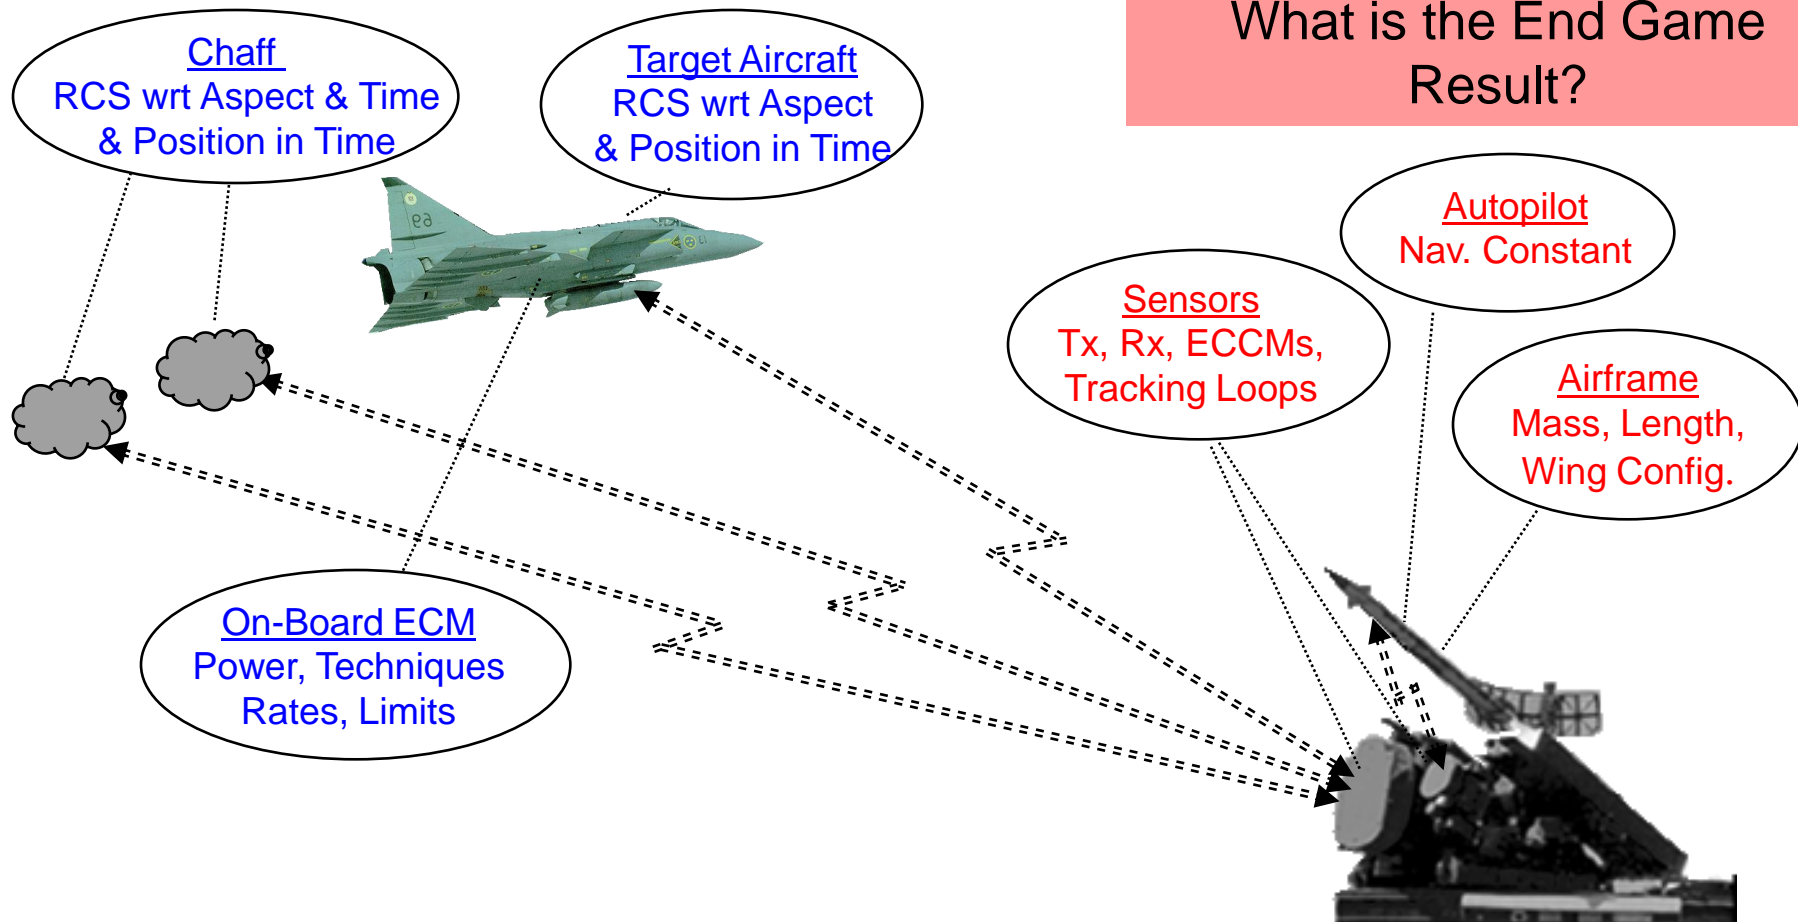 What is the End Game
Result?
Chaff
RCS wrt Aspect & Time
& Position in Time
Target Aircraft
RCS wrt Aspect
& Position in Time
Autopilot
Nav. Constant
Sensors
Tx, Rx, ECCMs,
Tracking Loops
Airframe
Mass, Length,
Wing Config.
On-Board ECM
Power, Techniques
Rates, Limits